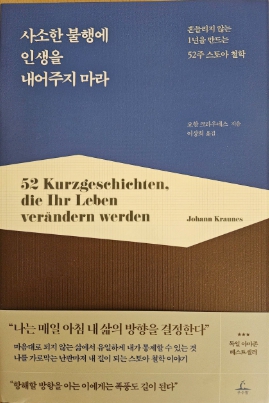 사소한 불행에
인생을
내어주지 마라
흔들리지 않는
1년을 만드는
52주 스토아 철학
요한 크라우네스 지음
이상희 옮김
52 Kurzgeschichten,
die Ihr Leben
verändern werden
Johann Kraunes
“나는 매일 아침 내 삶의 방향을 결정한다”
마음대로 되지 않는 삶에서 유일하게 내가 통제할 수 있는 것
나를 가로막는 난관마저 내 길이 되는 스토아 철학 이야기
“항해할 방향을 아는 이에게는 폭풍도 길이 된다”
독일 아마존
베스트셀러